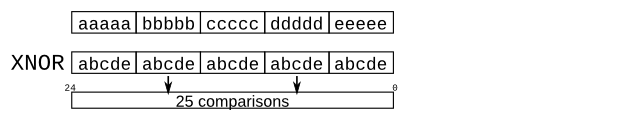 aaaaa bbbbb ccccc ddddd eeeee
XNOR abcde abcde abcde abcde abcde
24 0
25 comparisons